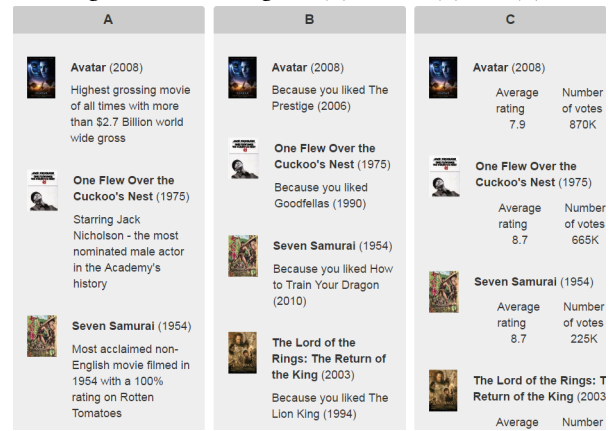 A
Avatar (2008)
Highest grossing movie
of all times with more
than $2.7 Billion world
wide gross
One Flew Over the
Cuckoo's Nest (1975)
Starring Jack
Nicholson - the most
nominated male actor
in the Academy's
history
Seven Samurai (1954)
Most acclaimed non-
English movie filmed in
1954 with a 100%
rating on Rotten
Tomatoes
B
Avatar (2008)
Because you liked The
Prestige (2006)
One Flew Over the
Cuckoo's Nest (1975)
Because you liked
Goodfellas (1990)
Seven Samurai (1954)
Because you liked How
to Train Your Dragon
(2010)
The Lord of the
Rings: The Return of
the King (2003)
Because you liked The
Lion King (1994)
C
Avatar (2008)
Average Number
rating of votes
7.9 870K
One Flew Over the
Cuckoo's Nest (1975)
Average Number
rating of votes
8.7 665K
Seven Samurai (1954)
Average Number
rating of votes
8.7 225K
The Lord of the Rings: T
Return of the King (2003
Average Number